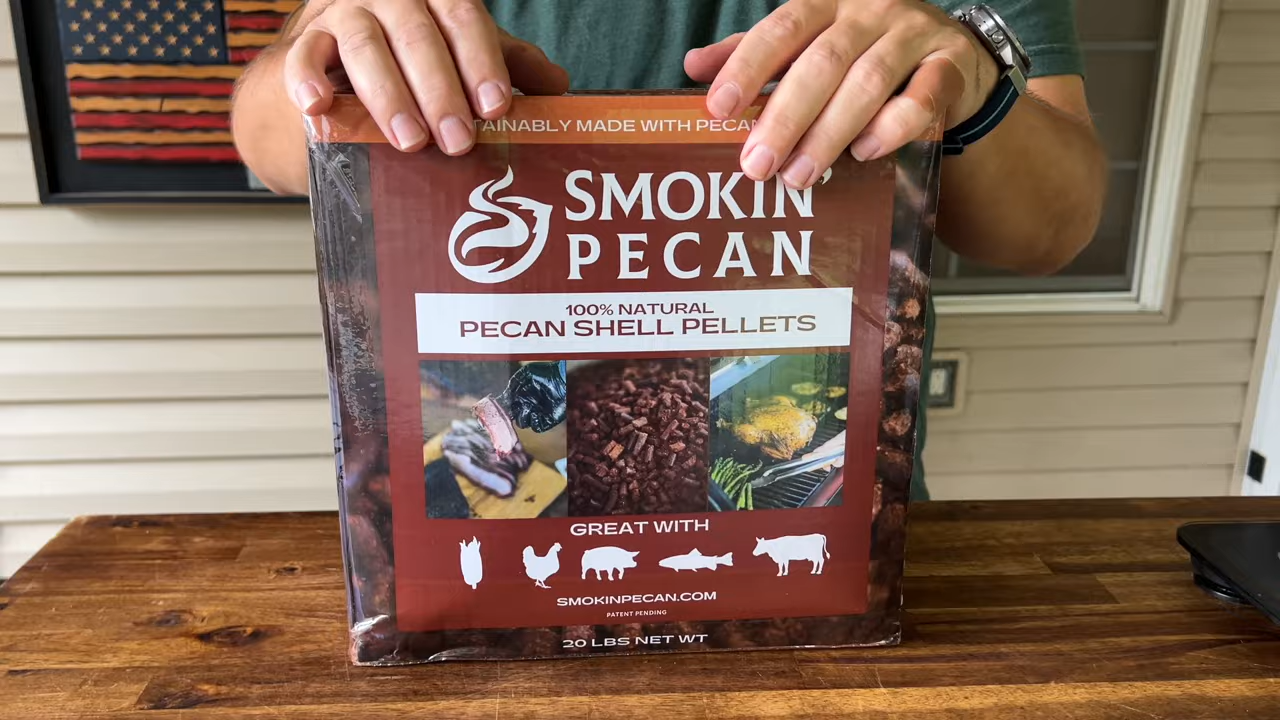 TAINABLY MADE WITH PECA
SMOKIN'
PECAN
100% NATURAL
PECAN SHELL PELLETS
GREAT WITH
SMOKINPECAN.COM
PATENT PENDING
20 LBS NET WT